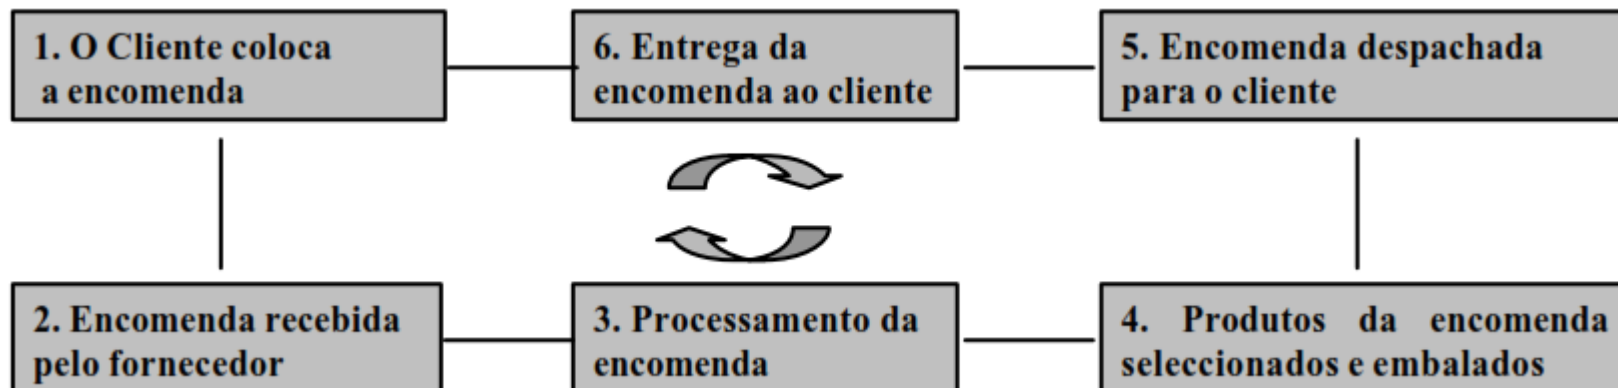 1. O Cliente coloca
a encomenda
6. Entrega da
encomenda ao cliente
5. Encomenda despachada
para o cliente
2. Encomenda recebida
pelo fornecedor
3. Processamento da
encomenda
4. Produtos da encomenda
seleccionados e embalados